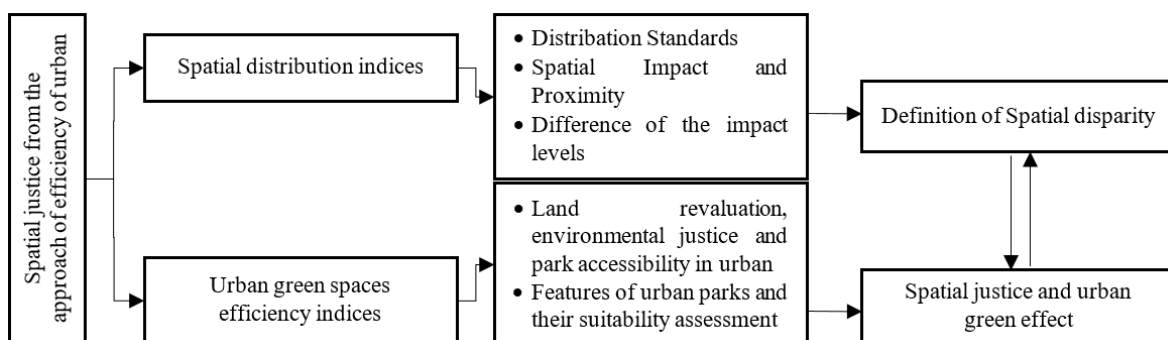 Spatial justice from the
approach of efficiency of urban
Spatial distribution indices
• Distribation Standards
• Spatial Impact and
Proximity
• Difference of the impact
levels
Definition of Spatial disparity
Urban green spaces
efficiency indices
• Land revaluation,
environmental justice and
park accessibility in urban
• Features of urban parks and
their suitability assessment
Spatial justice and urban
green effect